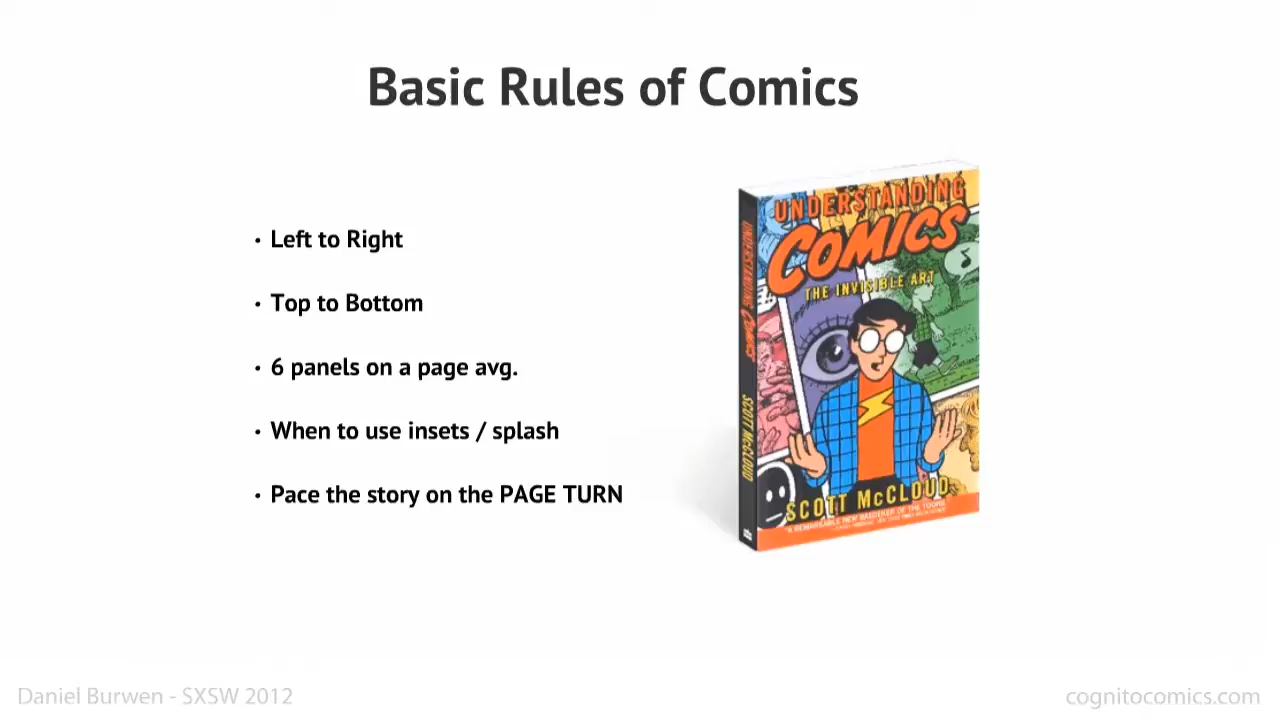 Basic Rules of Comics
• Left to Right
• Top to Bottom
• 6 panels on a page avg.
• When to use insets / splash
• Pace the story on the PAGE TURN
UNDERSTANDING
COMICS
THE INVISIBLE ART
SCOTT McCLOUD
UNDERSTANDING COMICS SCOTT McCLOUD
Daniel Burwen - SXSW 2012
cognitocomics.com